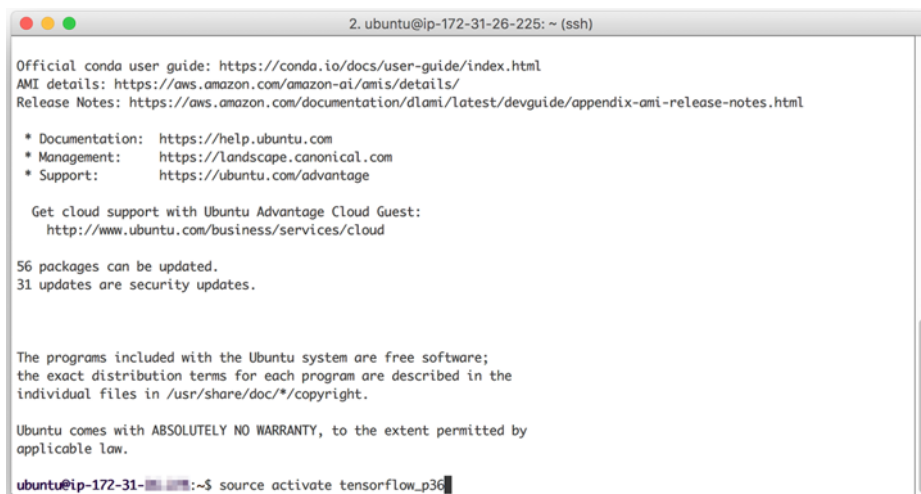 2. ubuntu@ip-172-31-26-225: ~ (ssh)
Official conda user guide: https://conda.io/docs/user-guide/index.html
AMI details: https://aws.amazon.com/amazon-ai/amis/details/
Release Notes: https://aws.amazon.com/documentation/dlami/latest/devguide/appendix-ami-release-notes.html
* Documentation:  https://help.ubuntu.com
* Management:     https://landscape.canonical.com
* Support:        https://ubuntu.com/advantage
Get cloud support with Ubuntu Advantage Cloud Guest:
http://www.ubuntu.com/business/services/cloud
56 packages can be updated.
31 updates are security updates.
The programs included with the Ubuntu system are free software;
the exact distribution terms for each program are described in the
individual files in /usr/share/doc/*/copyright.
Ubuntu comes with ABSOLUTELY NO WARRANTY, to the extent permitted by
applicable law.
ubuntu@ip-172-31- :~$ source activate tensorflow_p36